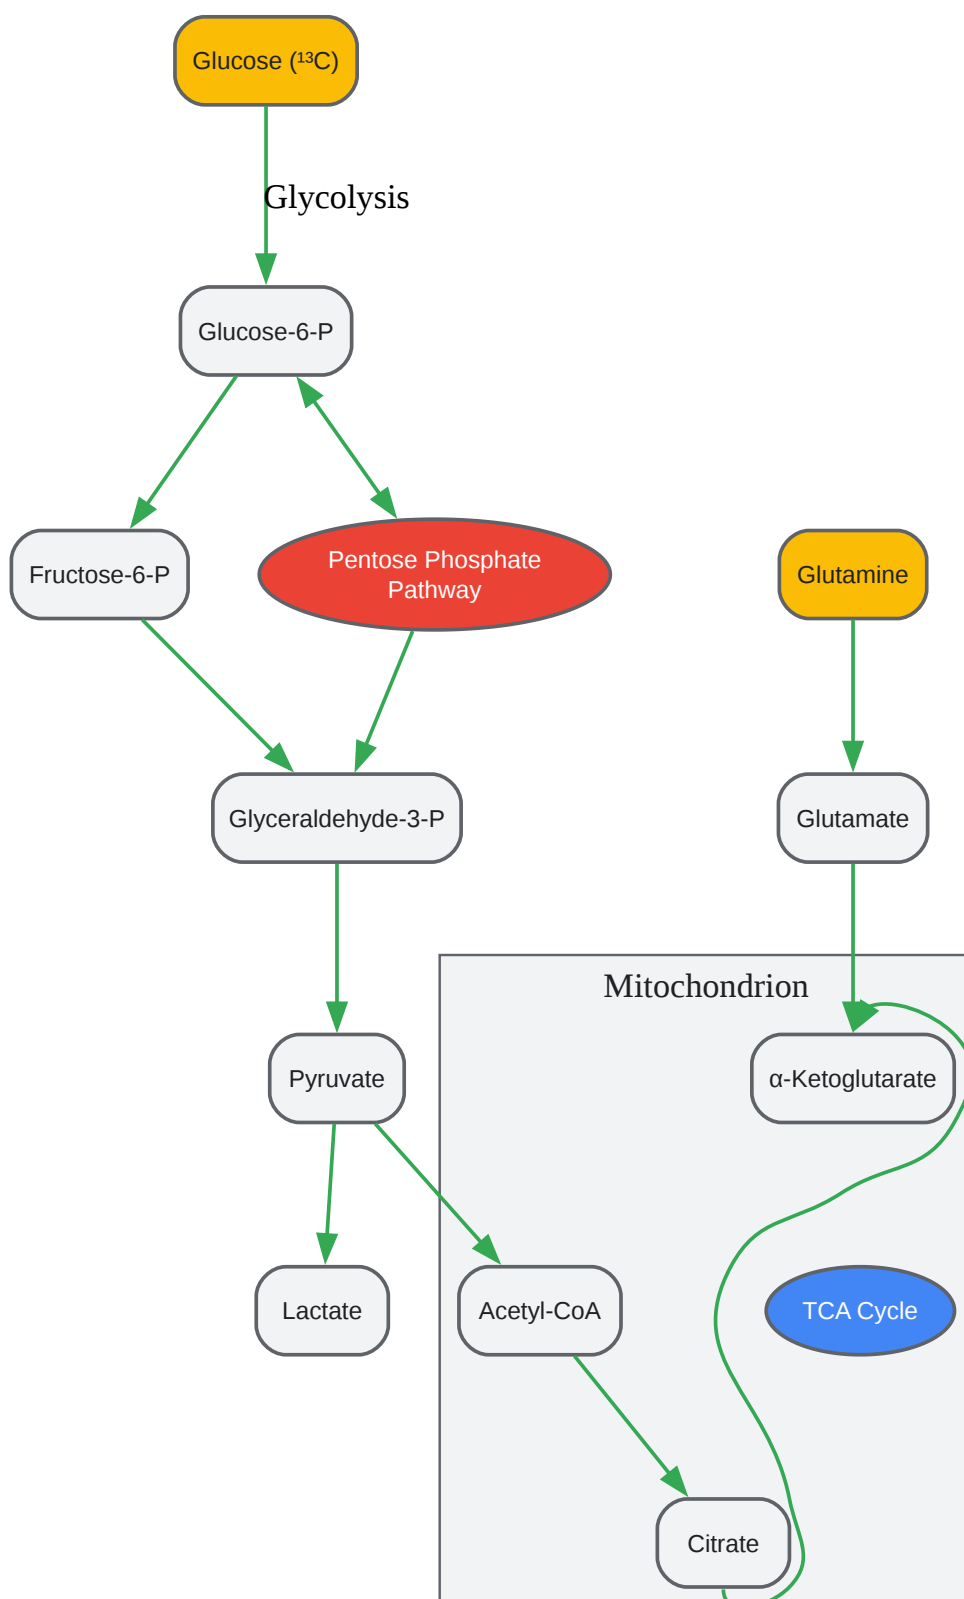 Glucose (¹³C)
Glycolysis
Glucose-6-P
Fructose-6-P
Pentose Phosphate
Pathway
Glutamine
Glyceraldehyde-3-P
Glutamate
Mitochondrion
Pyruvate
α-Ketoglutarate
Lactate
Acetyl-CoA
TCA Cycle
Citrate